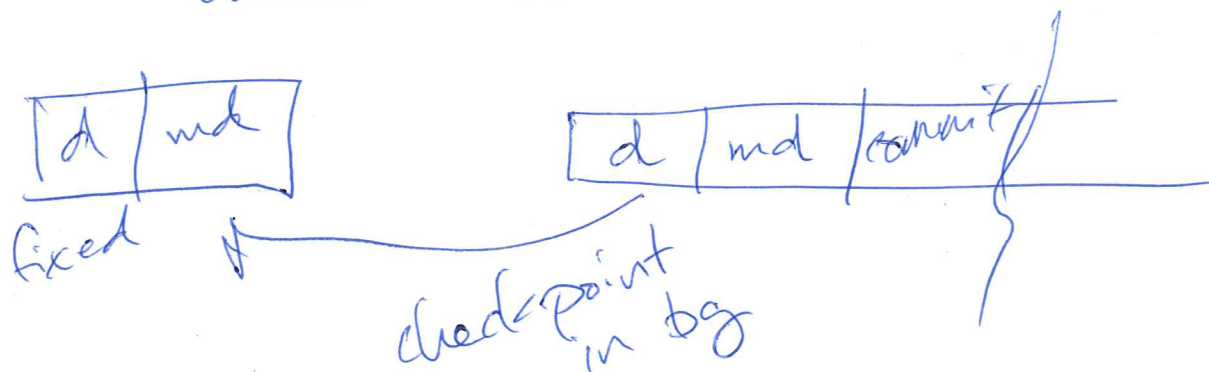 d md
d md commit
fixed
checkpoint
in bg